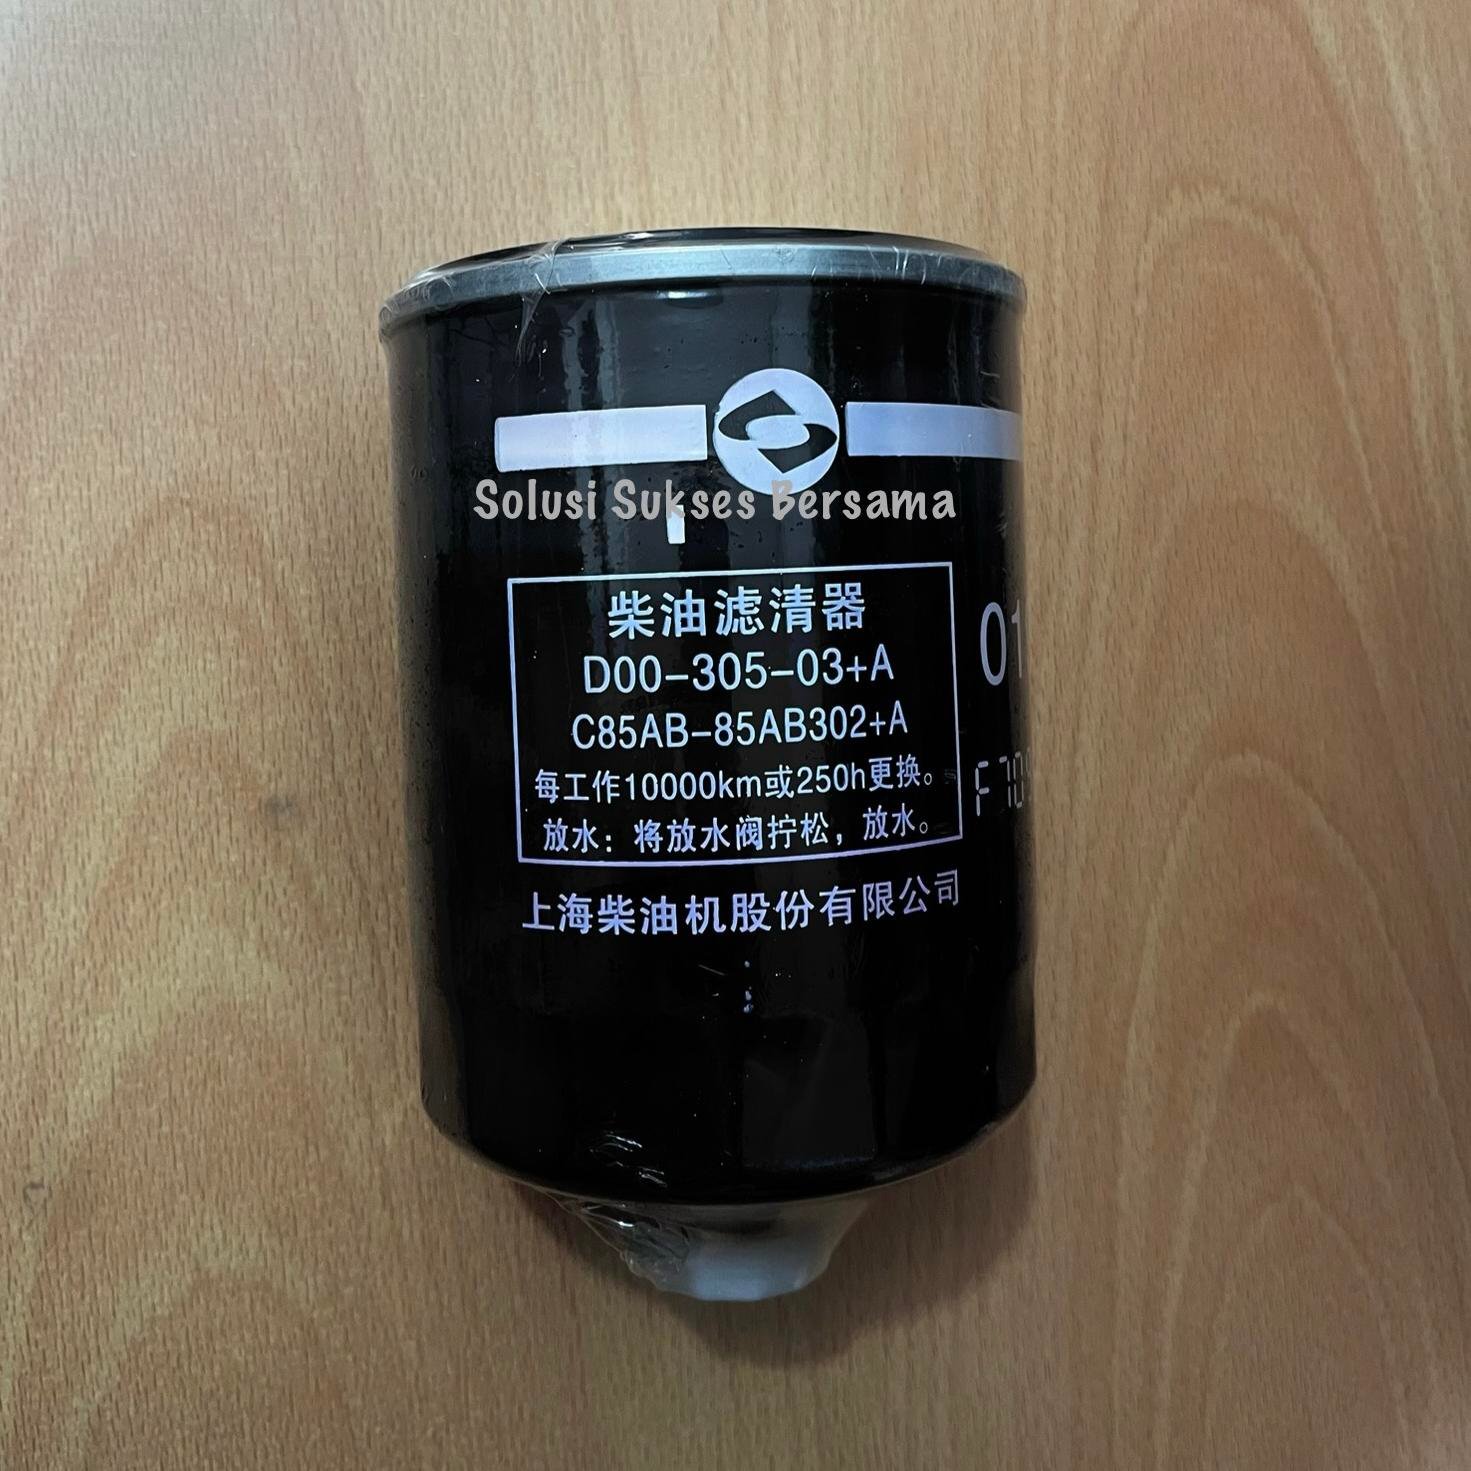 Solusi Sukses Bersama
柴油滤清器
D00-305-03+A
C85AB-85AB302+A
每工作10000km或250h更换。
放水：将放水阀拧松，放水。
上海柴油机股份有限公司
01
F 70